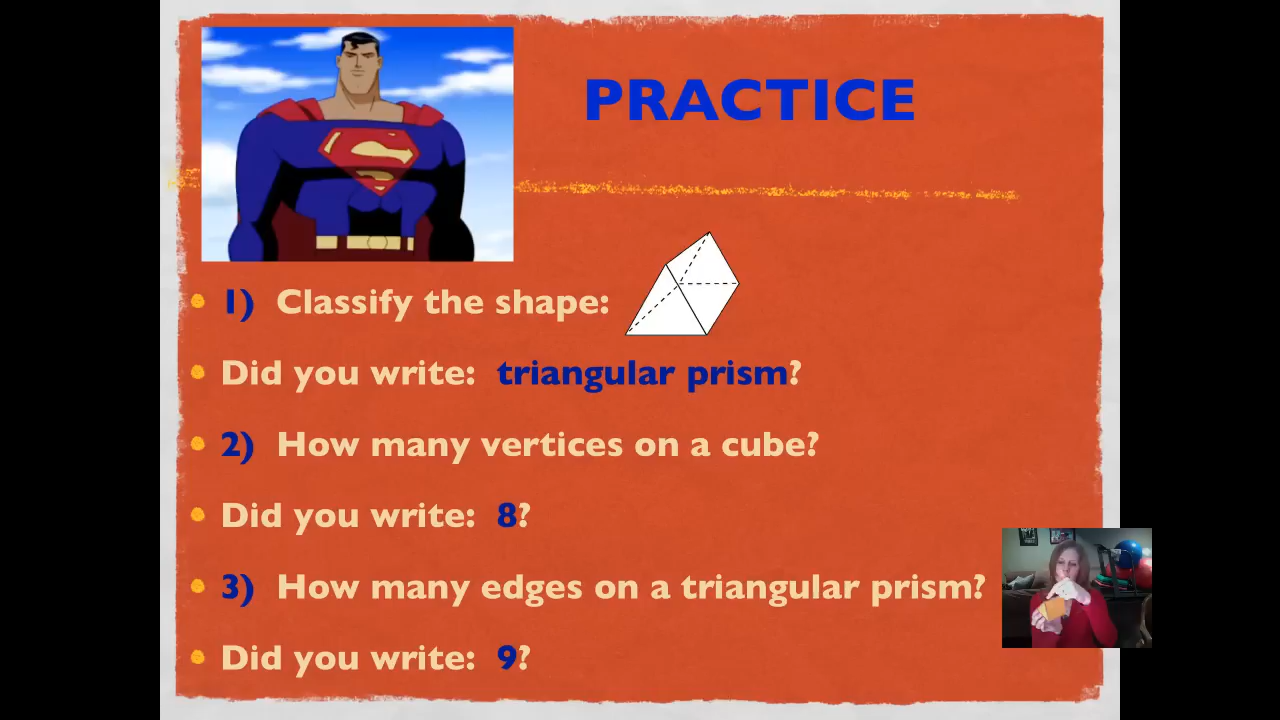 PRACTICE
1) Classify the shape:
Did you write: triangular prism?
2) How many vertices on a cube?
Did you write: 8?
3) How many edges on a triangular prism?
Did you write: 9?